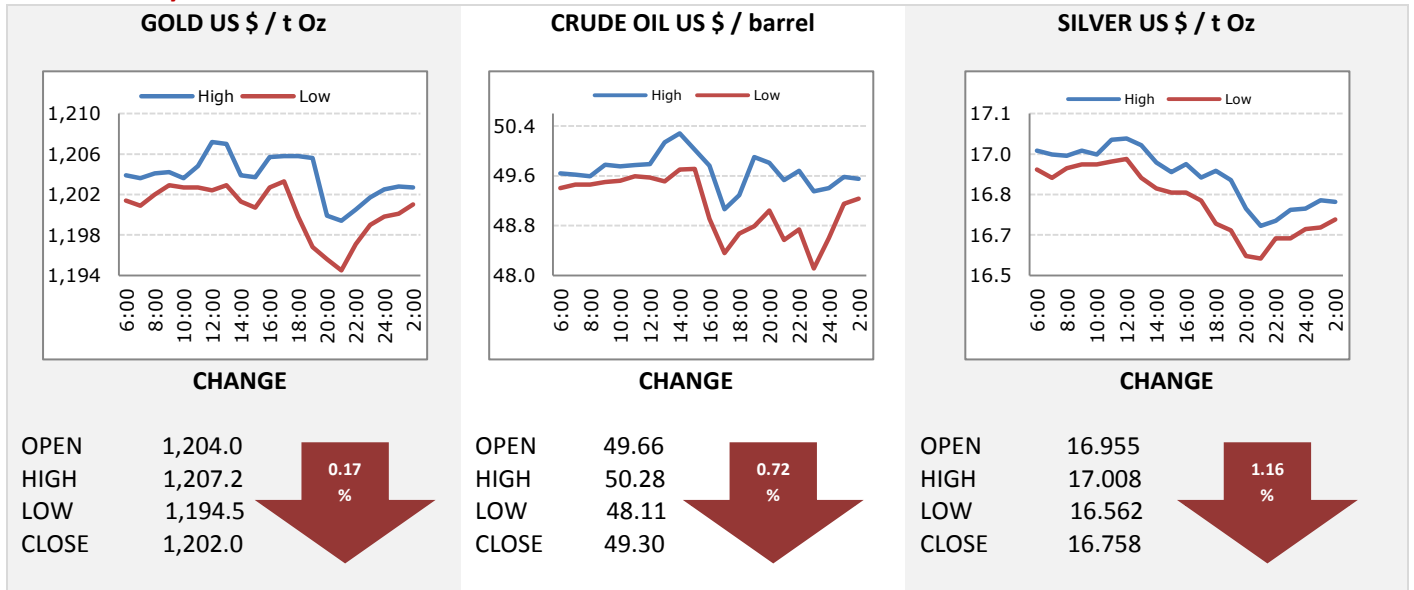 GOLD US $ / t Oz
High Low
1,210
1,206
1,202
1,198
1,194
6:00 8:00 10:00 12:00 14:00 16:00 18:00 20:00 22:00 24:00 2:00
CHANGE
OPEN 1,204.0
HIGH 1,207.2
LOW 1,194.5
CLOSE 1,202.0
0.17
%
CRUDE OIL US $ / barrel
High Low
50.4
49.6
48.8
48.0
6:00 8:00 10:00 12:00 14:00 16:00 18:00 20:00 22:00 24:00 2:00
CHANGE
OPEN 49.66
HIGH 50.28
LOW 48.11
CLOSE 49.30
0.72
%
SILVER US $ / t Oz
High Low
17.1
17.0
16.8
16.7
16.5
6:00 8:00 10:00 12:00 14:00 16:00 18:00 20:00 22:00 24:00 2:00
CHANGE
OPEN 16.955
HIGH 17.008
LOW 16.562
CLOSE 16.758
1.16
%